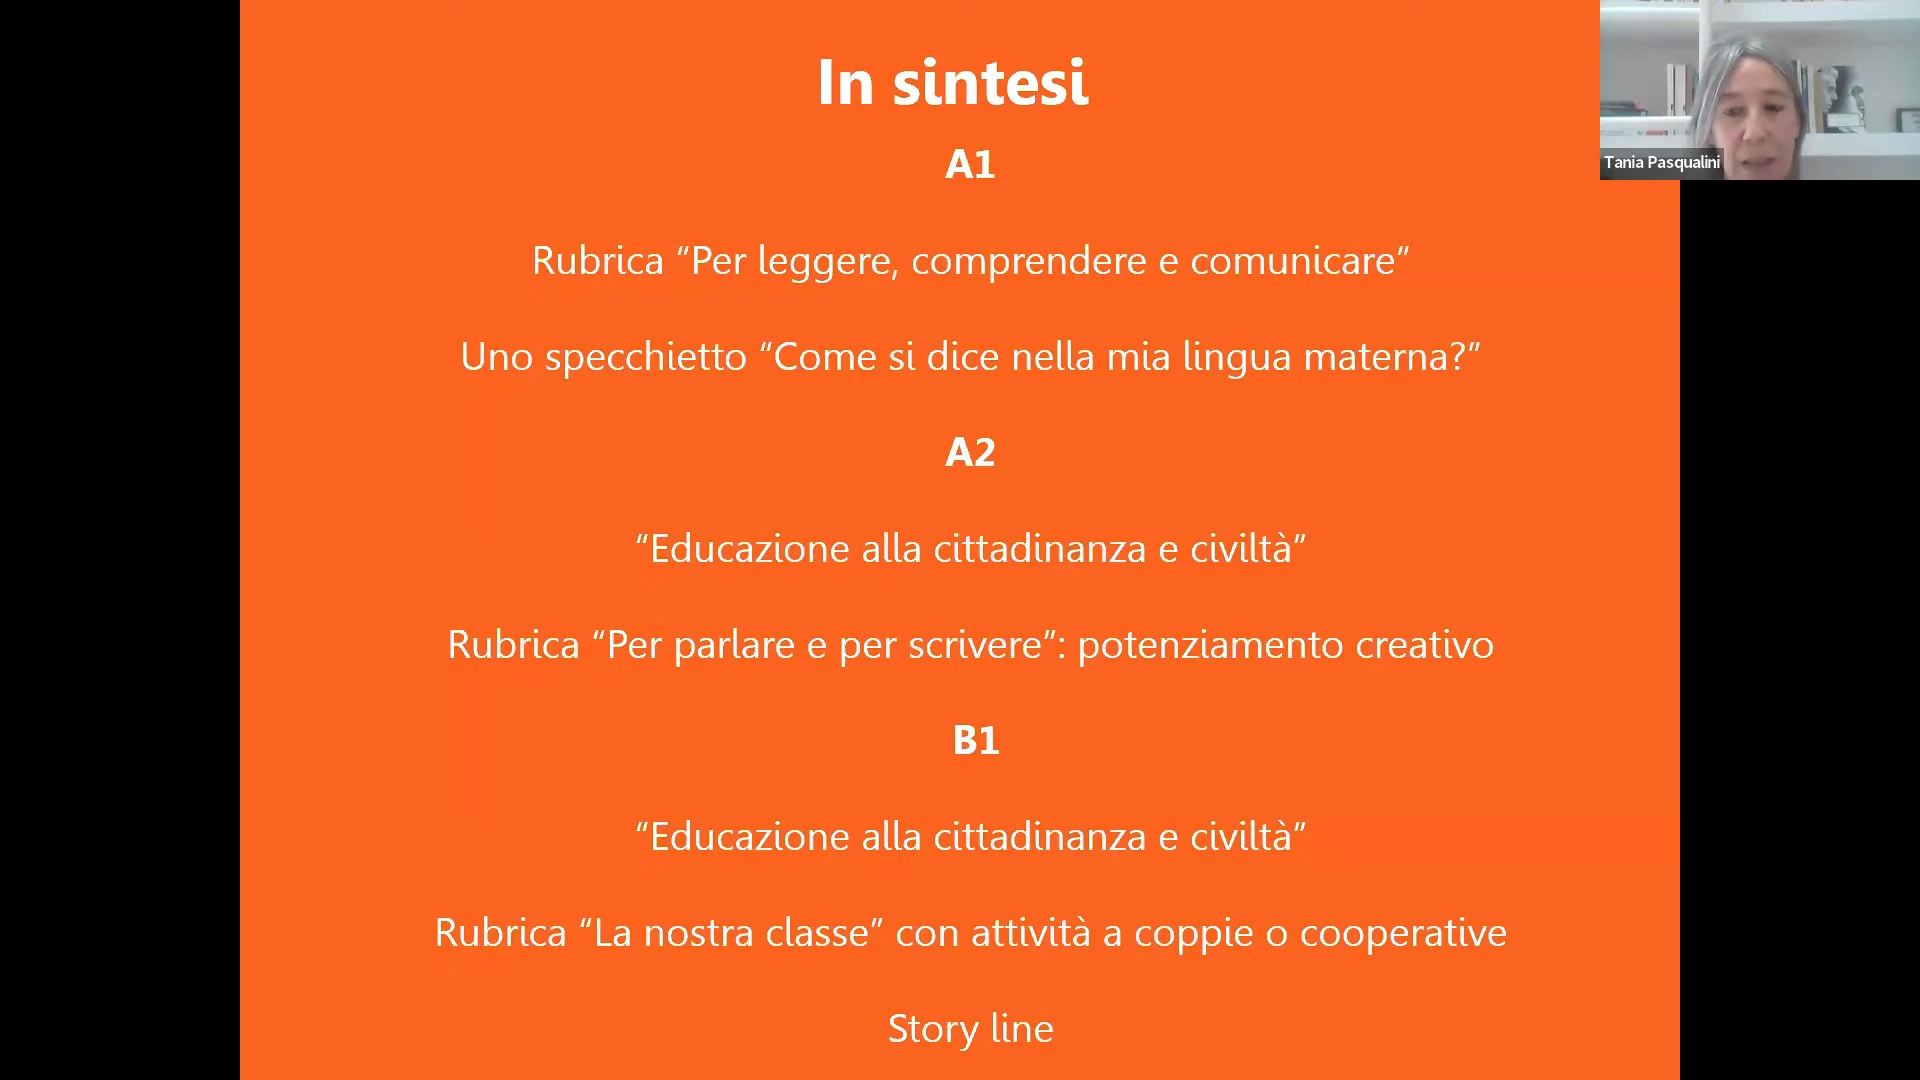 In sintesi
A1
Rubrica “Per leggere, comprendere e comunicare”
Uno specchietto “Come si dice nella mia lingua materna?”
A2
“Educazione alla cittadinanza e civiltà”
Rubrica “Per parlare e per scrivere”: potenziamento creativo
B1
“Educazione alla cittadinanza e civiltà”
Rubrica “La nostra classe” con attività a coppie o cooperative
Story line
Tania Pasqualini